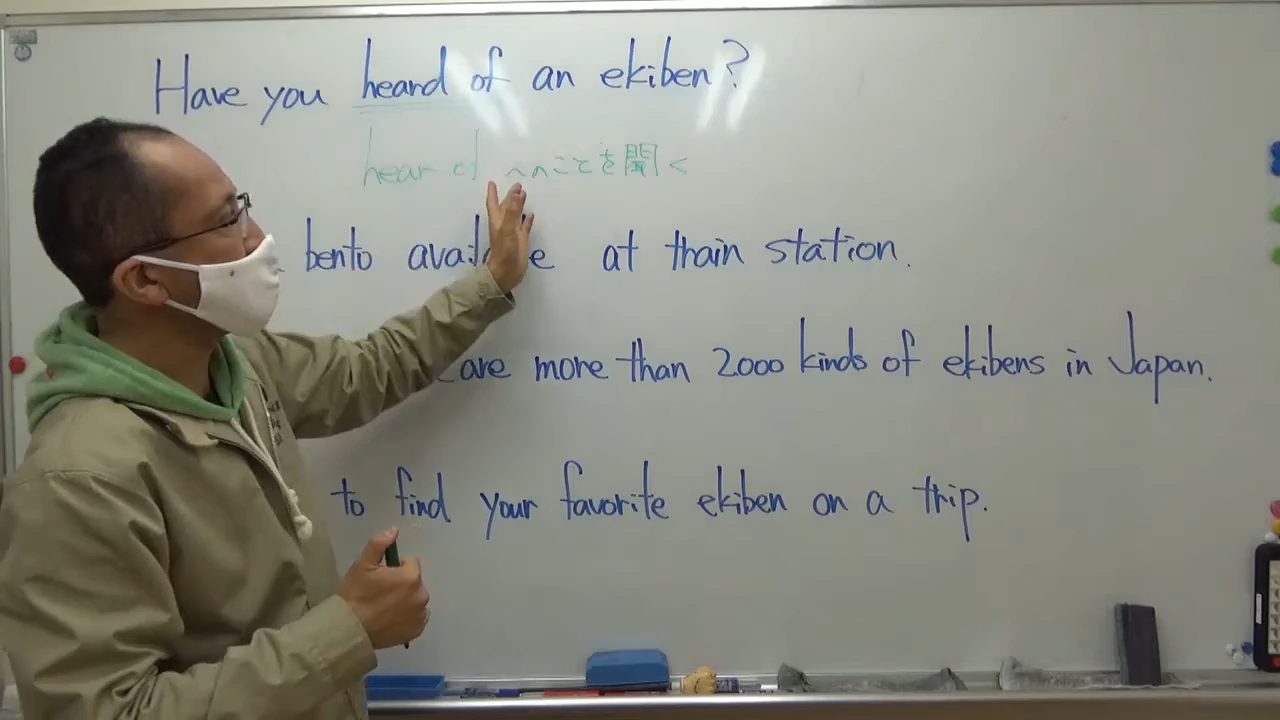 Have you heard of an ekiben?
hear of 〜のことを聞く
bento at train station.
are more than 2000 kinds of ekibens in Japan.
to find your favorite ekiben on a trip.